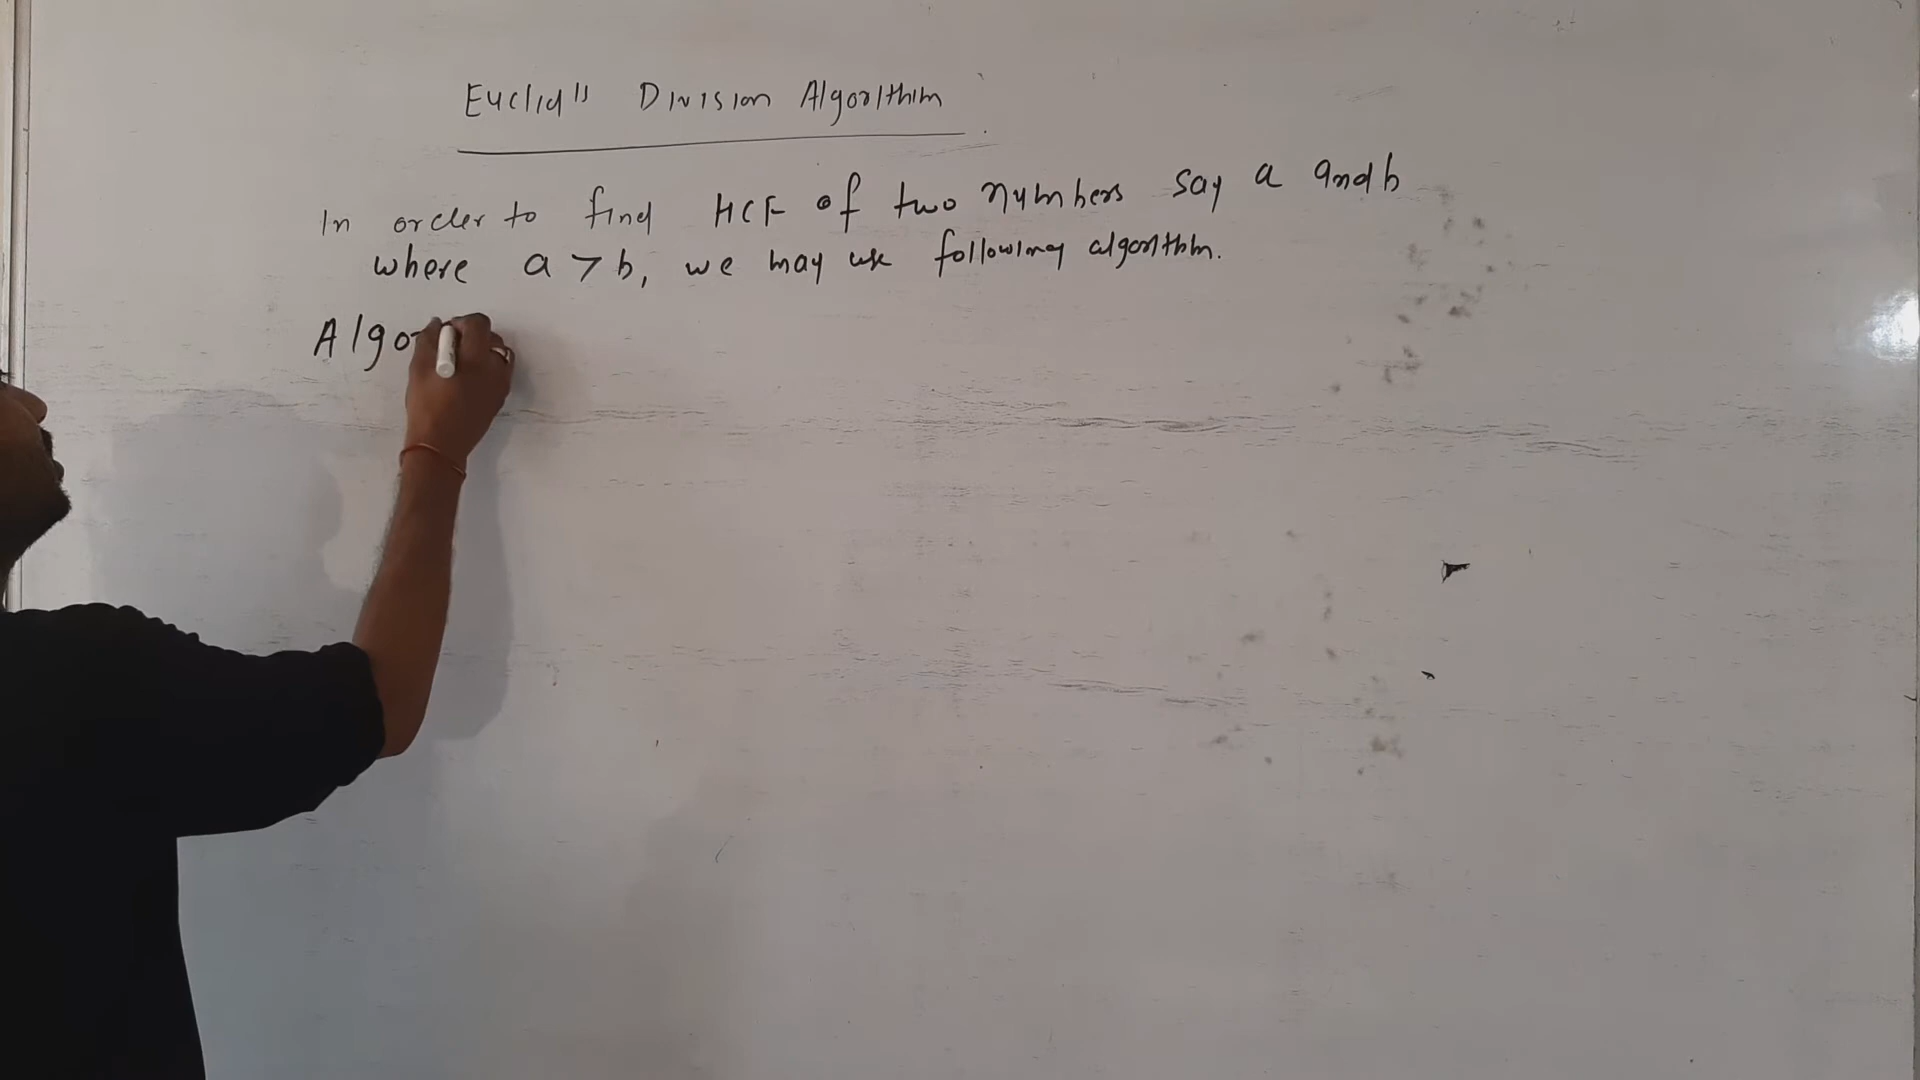 Euclid's Division Algorithim
In order to find HCF of two numbers say a and b
where a > b, we may use following algorithm.
Algo